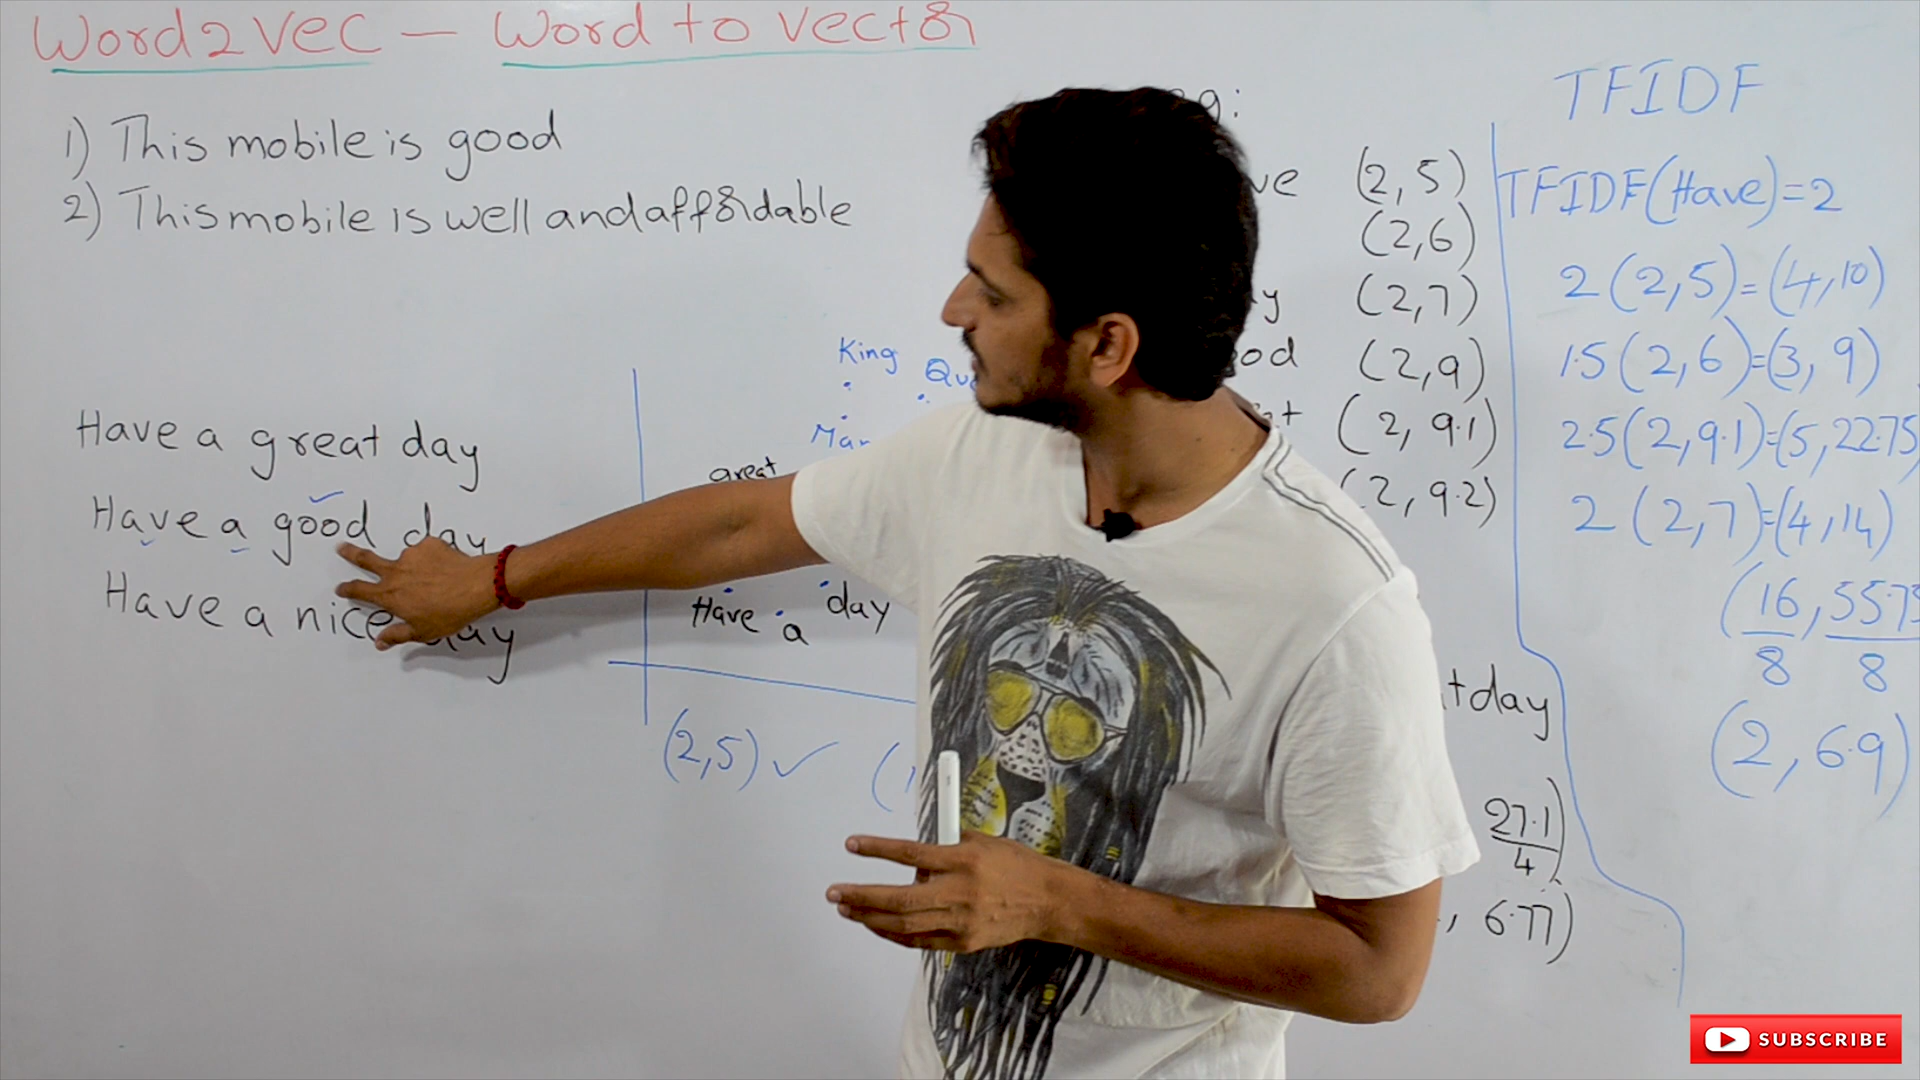 Word2Vec — Word to Vector
1) This mobile is good
2) This mobile is well and affordable
Have a great day
Have a good day
Have a nice day
King
great
Have a day
(2,5) ✓
(2,5)
(2,6)
(2,7)
(2,9)
(2, 9.1)
(2, 9.2)
day
27.1
4
, 6.77)
TFIDF
TFIDF(Have)=2
2(2,5)=(4,10)
1.5(2,6)=(3, 9)
2.5(2,9.1)=(5,22.75
2(2,7)=(4,14)
(16, 55.75
8 8
(2, 6.9)
SUBSCRIBE